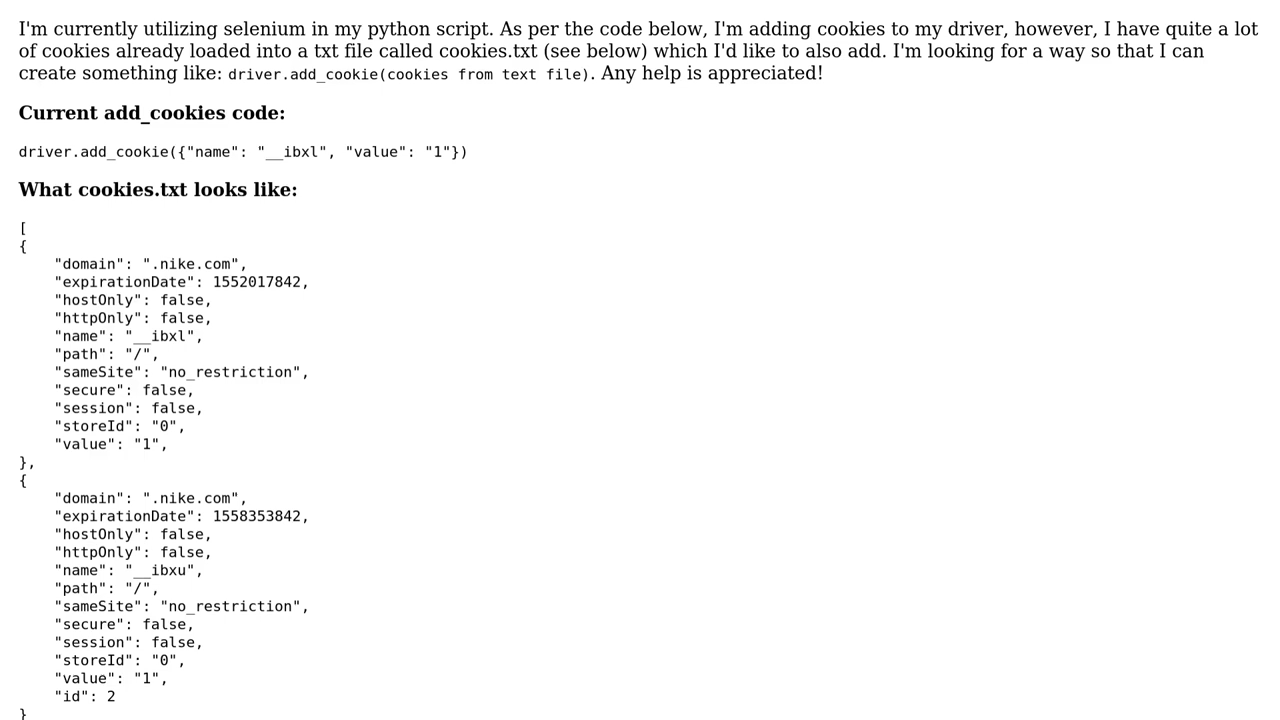 I'm currently utilizing selenium in my python script. As per the code below, I'm adding cookies to my driver, however, I have quite a lot
of cookies already loaded into a txt file called cookies.txt (see below) which I'd like to also add. I'm looking for a way so that I can
create something like: driver.add_cookie(cookies from text file). Any help is appreciated!
Current add_cookies code:
driver.add_cookie({"name": "__ibxl", "value": "1"})
What cookies.txt looks like:
[
{
    "domain": ".nike.com",
    "expirationDate": 1552017842,
    "hostOnly": false,
    "httpOnly": false,
    "name": "__ibxl",
    "path": "/",
    "sameSite": "no_restriction",
    "secure": false,
    "session": false,
    "storeId": "0",
    "value": "1",
},
{
    "domain": ".nike.com",
    "expirationDate": 1558353842,
    "hostOnly": false,
    "httpOnly": false,
    "name": "__ibxu",
    "path": "/",
    "sameSite": "no_restriction",
    "secure": false,
    "session": false,
    "storeId": "0",
    "value": "1",
    "id": 2
}